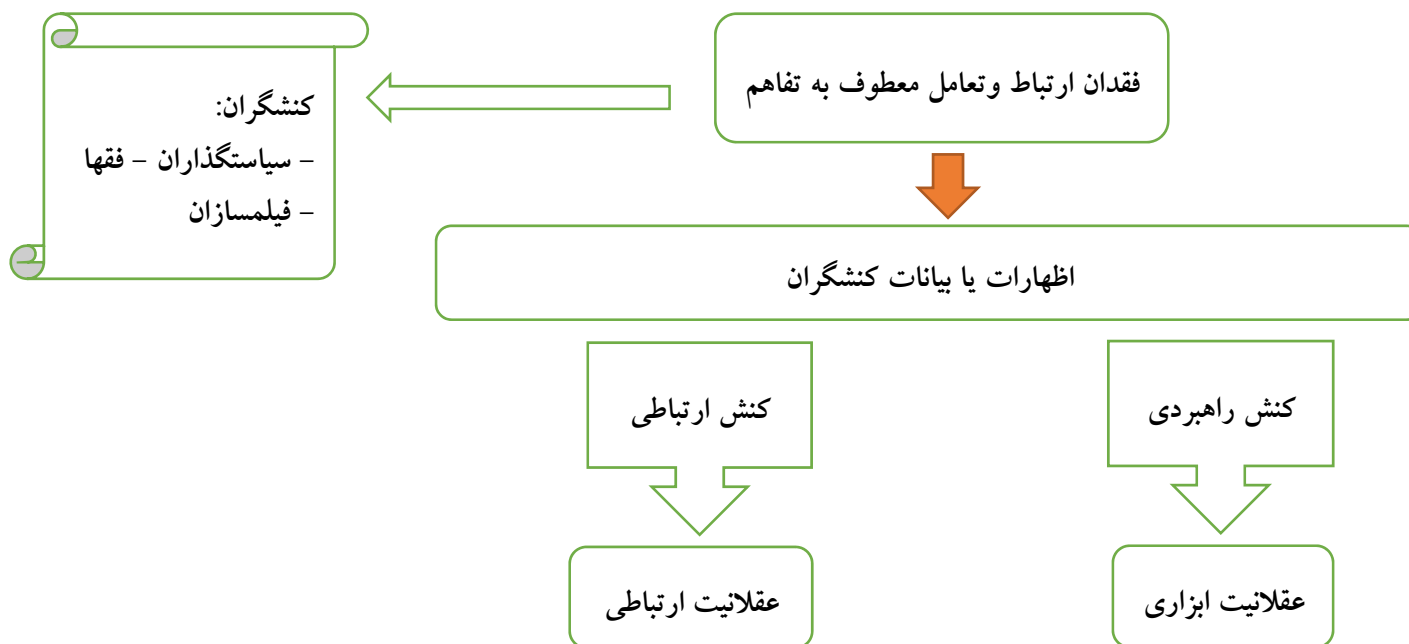 فقدان ارتباط وتعامل معطوف به تفاهم
کنشگران:
– سیاستگذاران – فقها
– فیلمسازان
اظهارات یا بیانات کنشگران
کنش راهبردی
کنش ارتباطی
عقلانیت ابزاری
عقلانیت ارتباطی